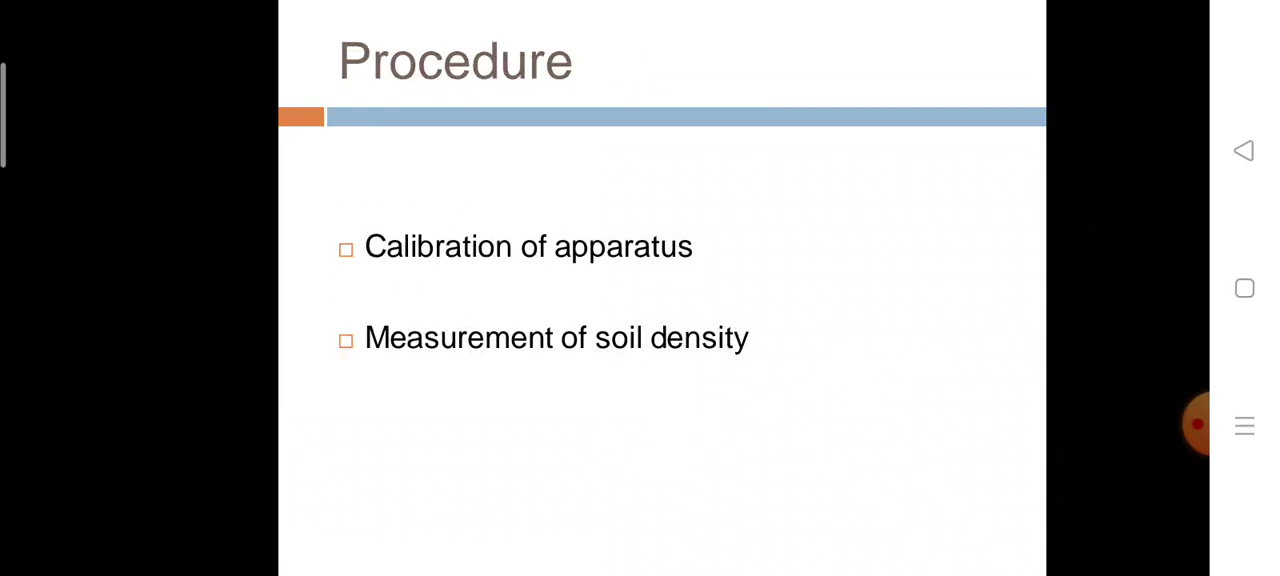 Procedure
Calibration of apparatus
Measurement of soil density